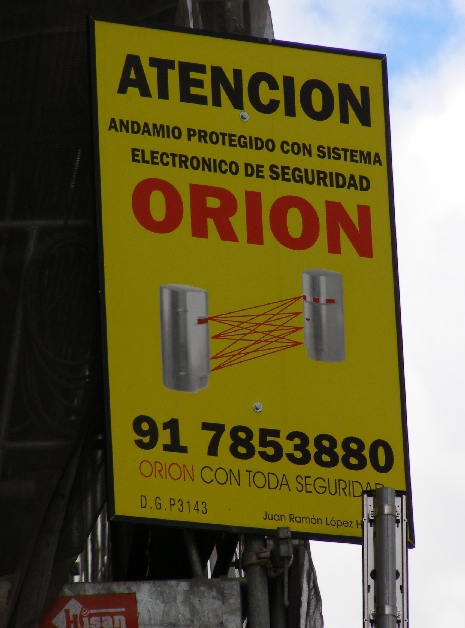 ATENCION
ANDAMIO PROTEGIDO CON SISTEMA
ELECTRONICO DE SEGURIDAD
ORION
91 7853880
ORION CON TODA SEGURIDAD
D.G.P3143
Juan Ramón López
Kisan